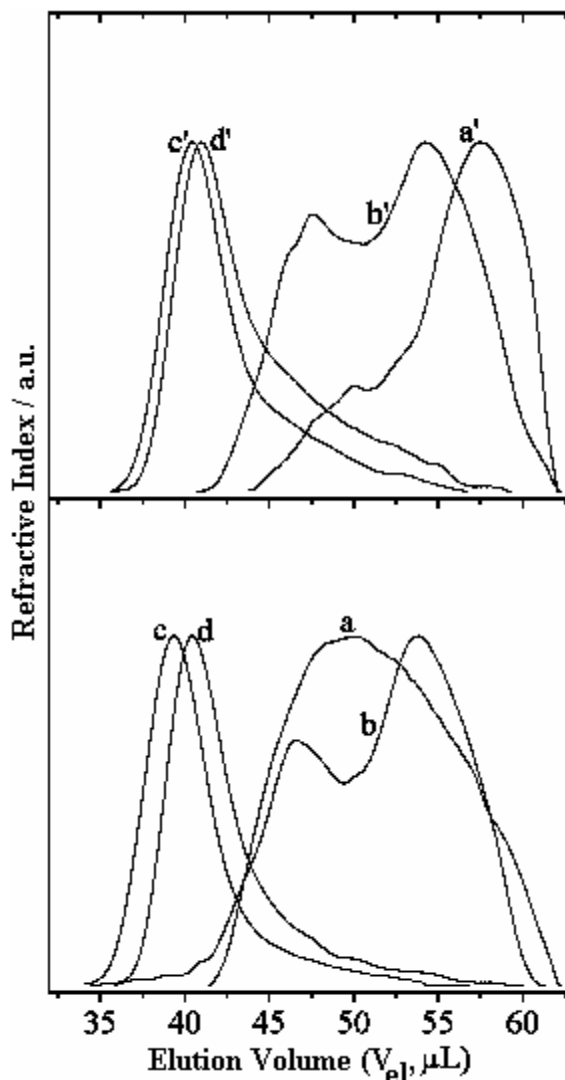 c' d' a'
b'
Refractive Index / a.u.
c d a
b
35 40 45 50 55 60
Elution Volume (Vel, μL)